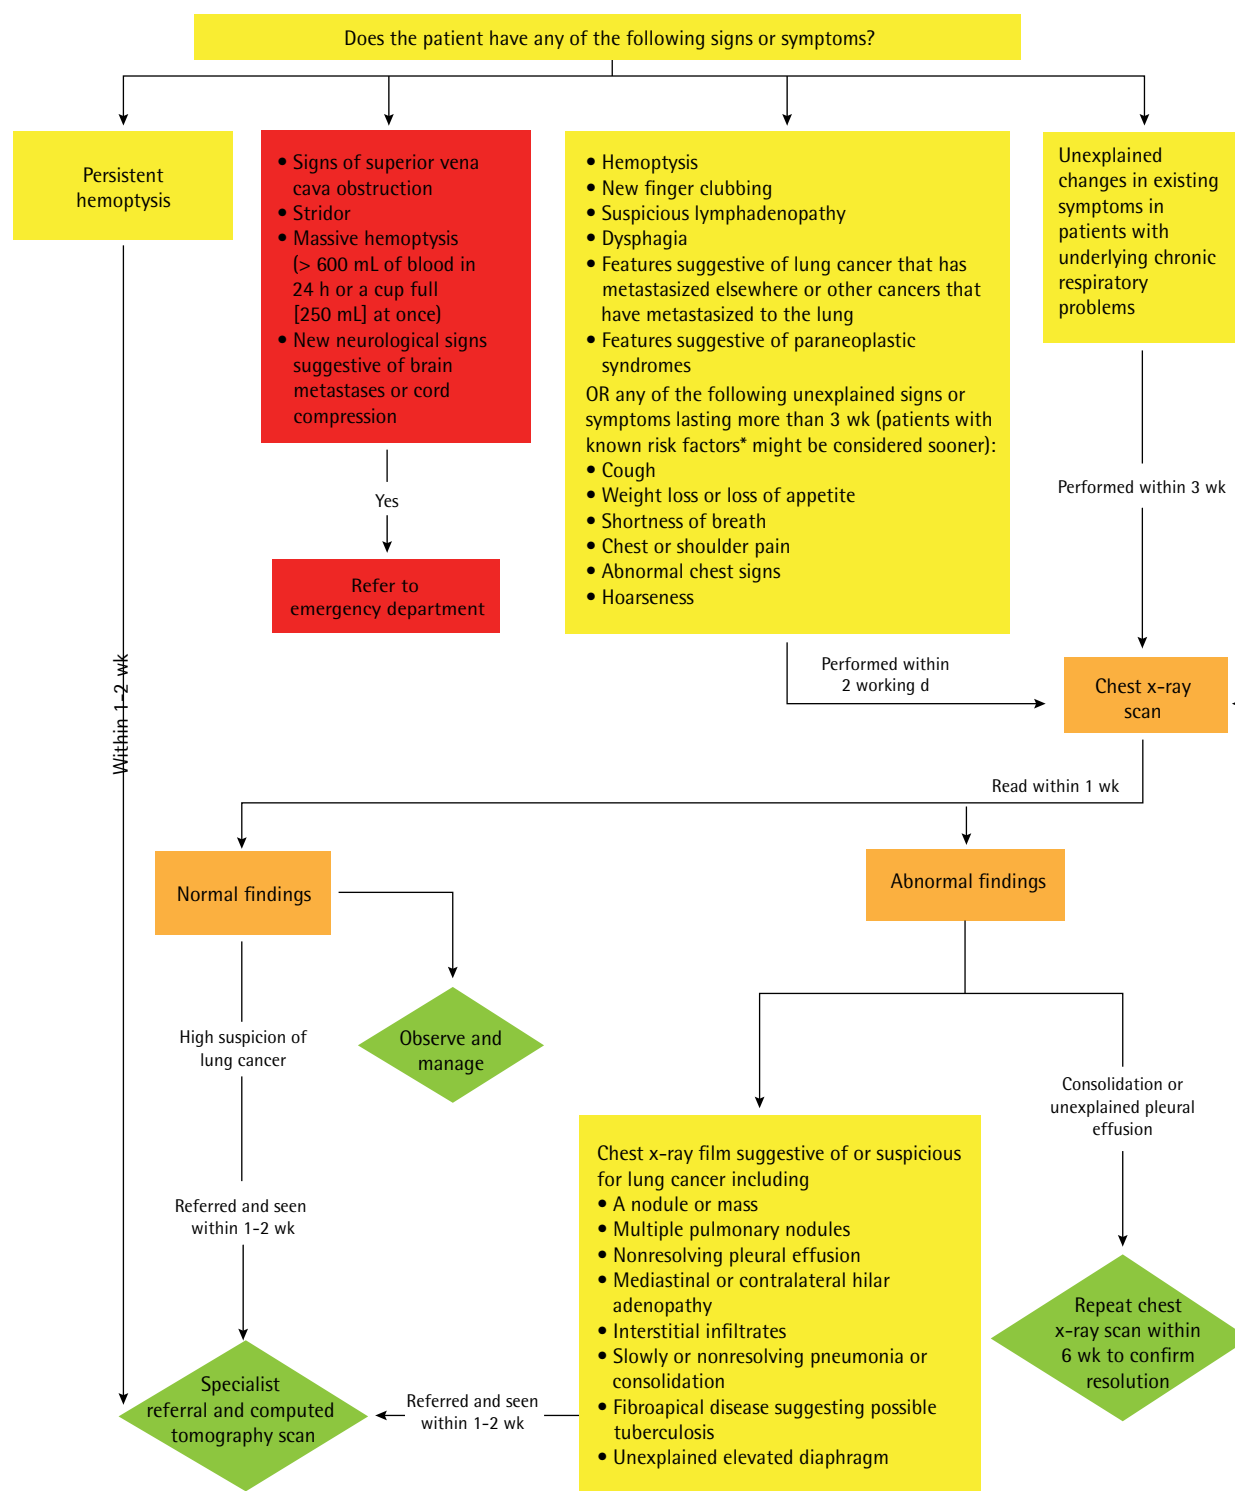 Does the patient have any of the following signs or symptoms?
Persistent
hemoptysis
• Signs of superior vena
cava obstruction
• Stridor
• Massive hemoptysis
(> 600 mL of blood in
24 h or a cup full
[250 mL] at once)
• New neurological signs
suggestive of brain
metastases or cord
compression
• Hemoptysis
• New finger clubbing
• Suspicious lymphadenopathy
• Dysphagia
• Features suggestive of lung cancer that has
metastasized elsewhere or other cancers that
have metastasized to the lung
• Features suggestive of paraneoplastic
syndromes
OR any of the following unexplained signs or
symptoms lasting more than 3 wk (patients with
known risk factors* might be considered sooner):
• Cough
• Weight loss or loss of appetite
• Shortness of breath
• Chest or shoulder pain
• Abnormal chest signs
• Hoarseness
Unexplained
changes in existing
symptoms in
patients with
underlying chronic
respiratory
problems
Yes
Refer to
emergency department
Performed within 3 wk
Performed within
2 working d
Chest x-ray
scan
Within 1-2 wk
Read within 1 wk
Normal findings
Abnormal findings
High suspicion of
lung cancer
Observe and
manage
Consolidation or
unexplained pleural
effusion
Referred and seen
within 1-2 wk
Chest x-ray film suggestive of or suspicious
for lung cancer including
• A nodule or mass
• Multiple pulmonary nodules
• Nonresolving pleural effusion
• Mediastinal or contralateral hilar
adenopathy
• Interstitial infiltrates
• Slowly or nonresolving pneumonia or
consolidation
• Fibroapical disease suggesting possible
tuberculosis
• Unexplained elevated diaphragm
Repeat chest
x-ray scan within
6 wk to confirm
resolution
Specialist
referral and computed
tomography scan
Referred and seen
within 1-2 wk